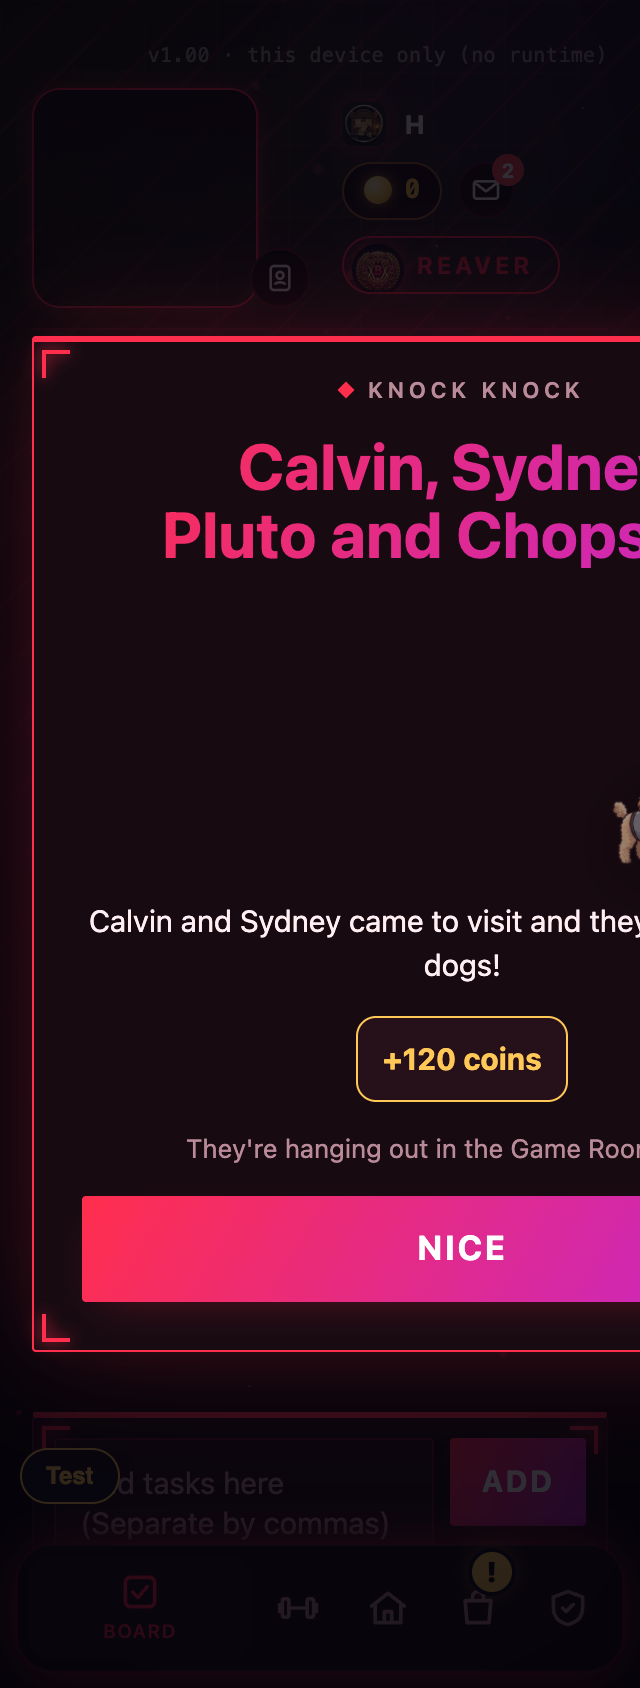 v1.00 · this device only (no runtime)
H
0
2
REAVER
KNOCK KNOCK
Calvin, Sydney
Pluto and Chops
Calvin and Sydney came to visit and they
dogs!
+120 coins
They're hanging out in the Game Room
NICE
Test
d tasks here
(Separate by commas)
ADD
!
BOARD